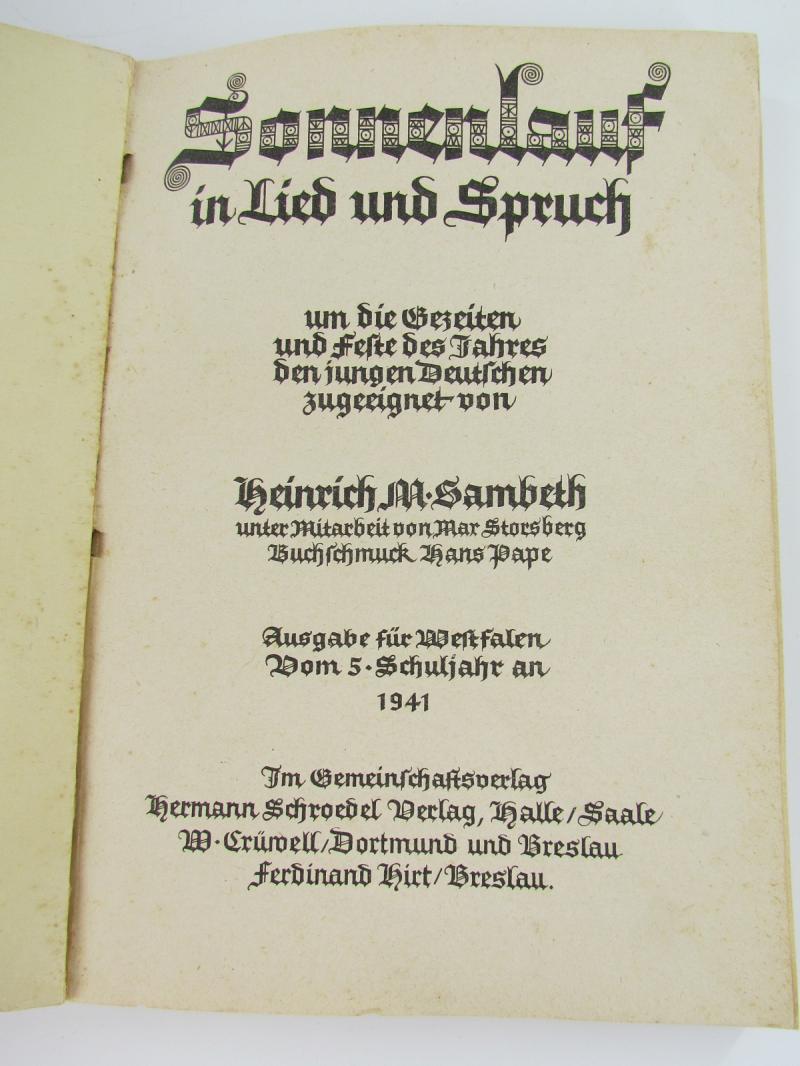 Sonnenlauf
in Lied und Spruch
um die Gezeiten
und Feste des Jahres
den jungen Deutschen
zugeeignet von
Heinrich M. Sambeth
unter Mitarbeit von Max Storsberg
Buchschmuck Hans Pape
Ausgabe für Westfalen
Vom 5. Schuljahr an
1941
Im Gemeinschaftsverlag
Hermann Schroedel Verlag, Halle/Saale
W. Crüwell/Dortmund und Breslau
Ferdinand Hirt/Breslau.